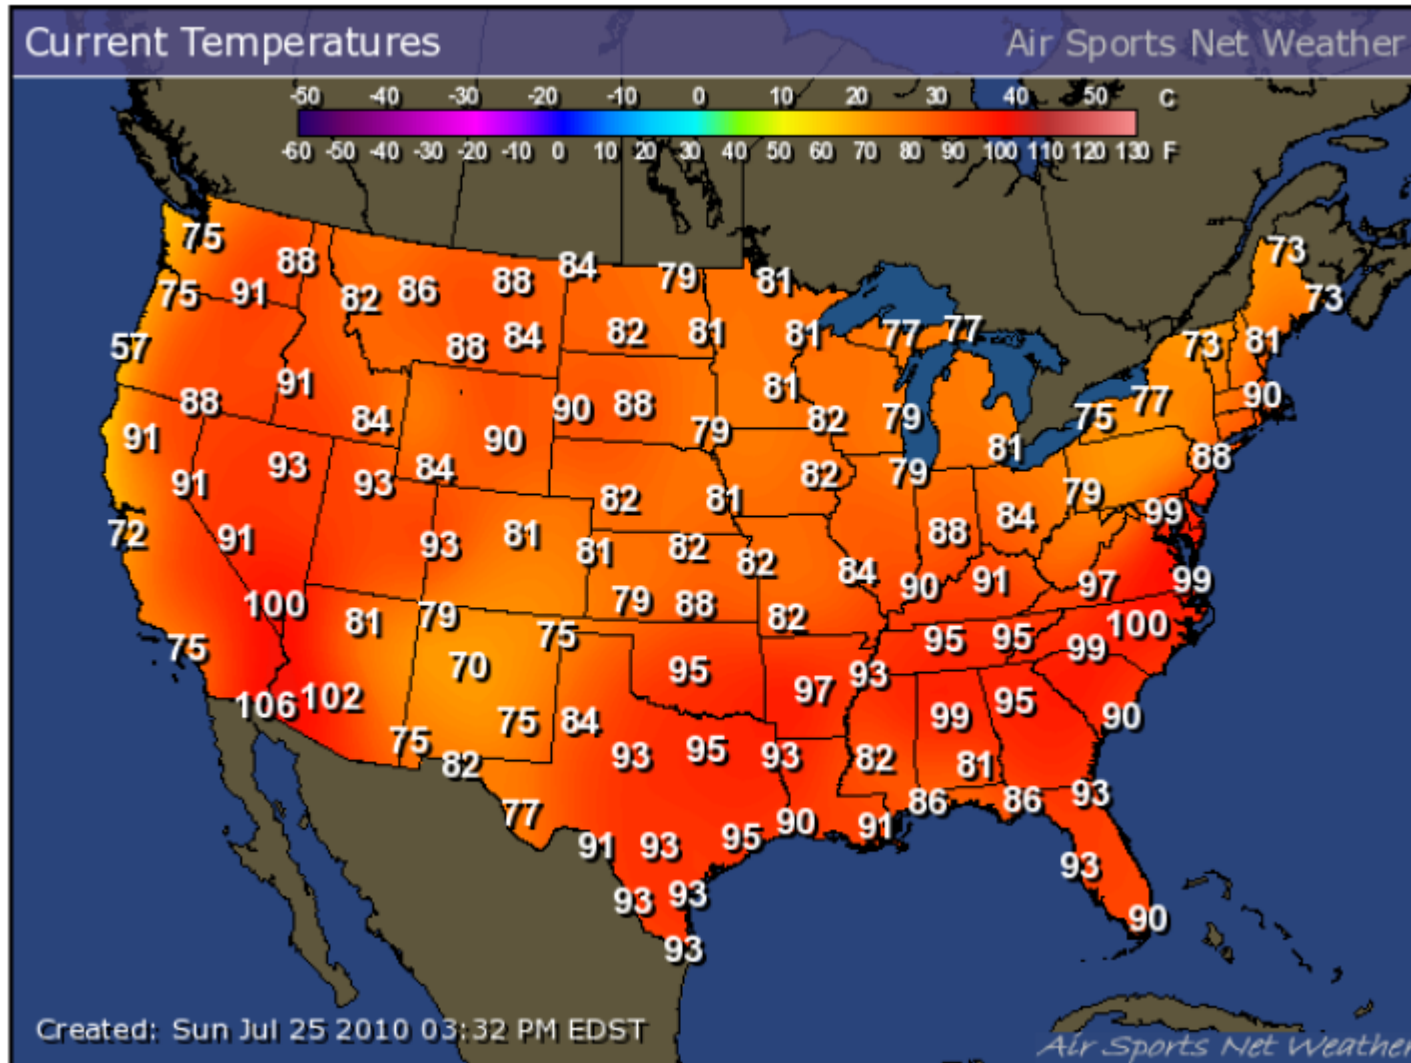 Current Temperatures Air Sports Net Weather
-50 -40 -30 -20 -10 0 10 20 30 40 50 C
-60 -50 -40 -30 -20 -10 0 10 20 30 40 50 60 70 80 90 100 110 120 130 F
75 88 84 79 81 73
75 91 82 86 88 73
57 88 84 82 81 81 77 77 73 81
91 84 90 88 81 82 79 75 77 90
88 91 90 79 81 88
91 93 93 84 82 81 82 79 79
72 91 93 81 81 82 82 84 88 84 99
100 81 79 79 88 82 90 91 97 99
75 70 75 95 93 95 95 99 100
106 102 75 84 97 99 95 90
75 82 93 95 93 82 81
77 90 91 86 86 93
91 93 95 93
93 93 90
93
Created: Sun Jul 25 2010 03:32 PM EDST
Air Sports Net Weather